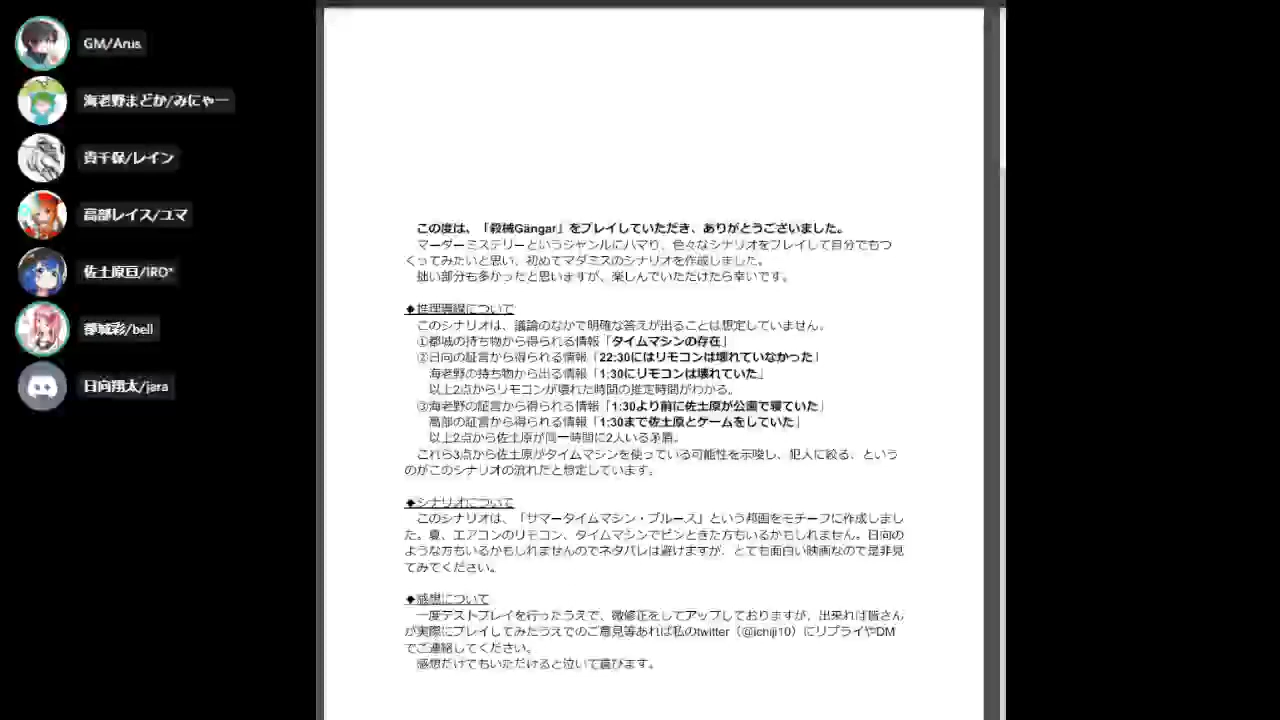 GM/Arus
海老野まどか/みにゃー
貴千保/レイン
高部レイス/ユマ
佐土原亘/IRO*
都城彩/bell
日向翔太/jara
この度は、「殺械Gángar」をプレイしていただき、ありがとうございました。
マーダーミステリーというジャンルにハマり、色々なシナリオをプレイして自分でもつ
くってみたいと思い、初めてマダミスのシナリオを作成しました。
拙い部分も多かったと思いますが、楽しんでいただけたら幸いです。
◆推理導線について
このシナリオは、議論のなかで明確な答えが出ることは想定していません。
①都城の持ち物から得られる情報「タイムマシンの存在」
②日向の証言から得られる情報「22:30にはリモコンは壊れていなかった」
海老野の持ち物から出る情報「1:30にリモコンは壊れていた」
以上2点からリモコンが壊れた時間の推定時間がわかる。
③海老野の証言から得られる情報「1:30より前に佐土原が公園で寝ていた」
高部の証言から得られる情報「1:30まで佐土原とゲームをしていた」
以上2点から佐土原が同一時間に2人いる矛盾。
これら3点から佐土原がタイムマシンを使っている可能性を示唆し、犯人に絞る、という
のがこのシナリオの流れだと想定しています。
◆シナリオについて
このシナリオは、「サマータイムマシン・ブルース」という邦画をモチーフに作成しまし
た。夏、エアコンのリモコン、タイムマシンでピンときた方もいるかもしれません。日向の
ような方もいるかもしれませんのでネタバレは避けますが、とても面白い映画なので是非見
てみてください。
◆感想について
一度テストプレイを行ったうえで、微修正をしてアップしておりますが、出来れば皆さん
が実際にプレイしてみたうえでのご意見等あれば私のtwitter（@ichiji10）にリプライやDM
でご連絡してください。
感想だけでもいただけると泣いて喜びます。